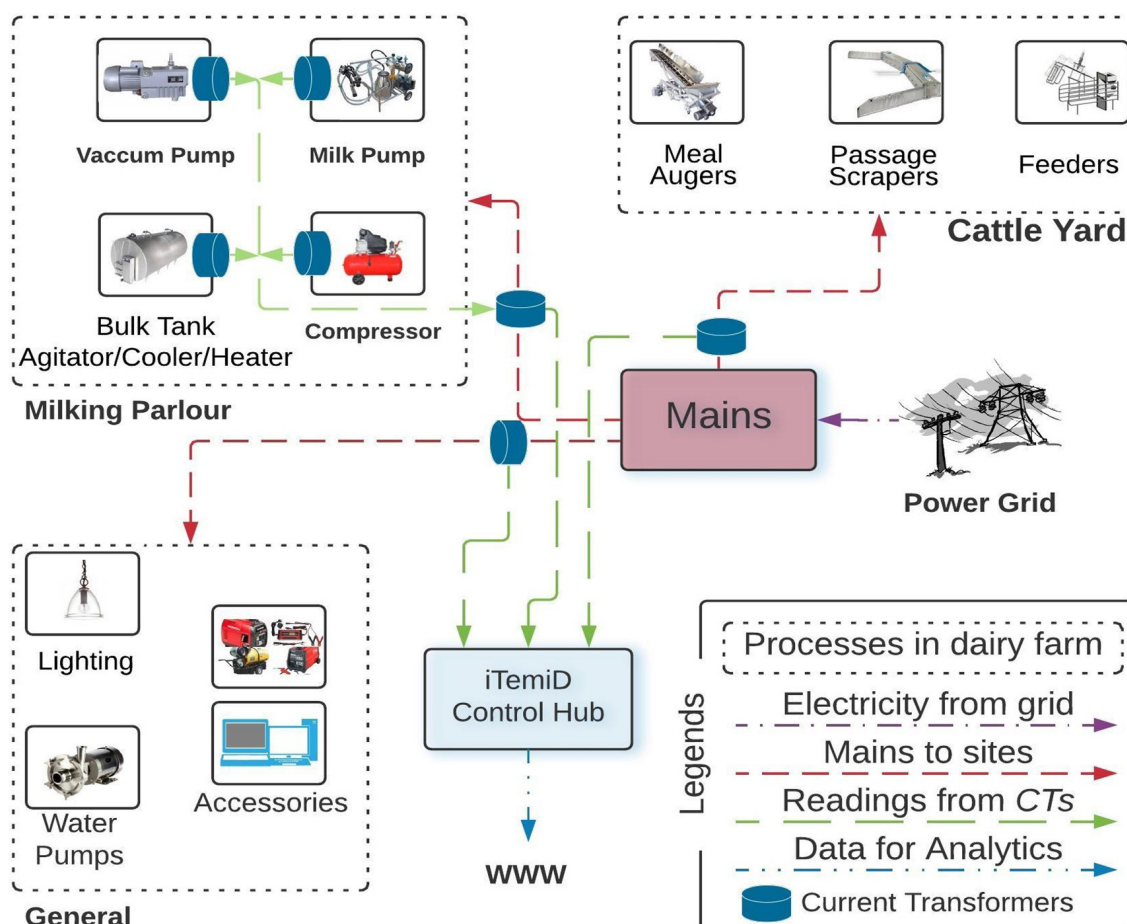 Vaccum Pump
Milk Pump
Bulk Tank
Agitator/Cooler/Heater
Compressor
Milking Parlour
Meal
Augers
Passage
Scrapers
Feeders
Cattle Yard
Mains
Power Grid
Lighting
Water
Pumps
Accessories
General
iTemiD
Control Hub
www
Legends
Processes in dairy farm
Electricity from grid
Mains to sites
Readings from CTs
Data for Analytics
Current Transformers